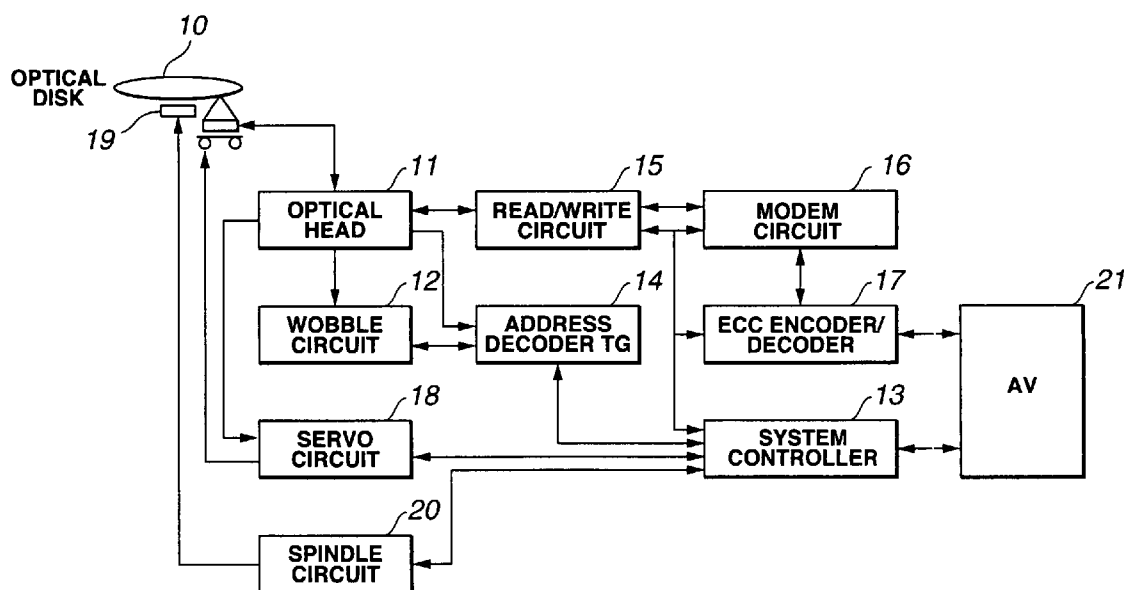 10
OPTICAL
DISK
19
11
OPTICAL
HEAD
15
READ/WRITE
CIRCUIT
16
MODEM
CIRCUIT
12
WOBBLE
CIRCUIT
14
ADDRESS
DECODER TG
17
ECC ENCODER/
DECODER
21
AV
18
SERVO
CIRCUIT
13
SYSTEM
CONTROLLER
20
SPINDLE
CIRCUIT